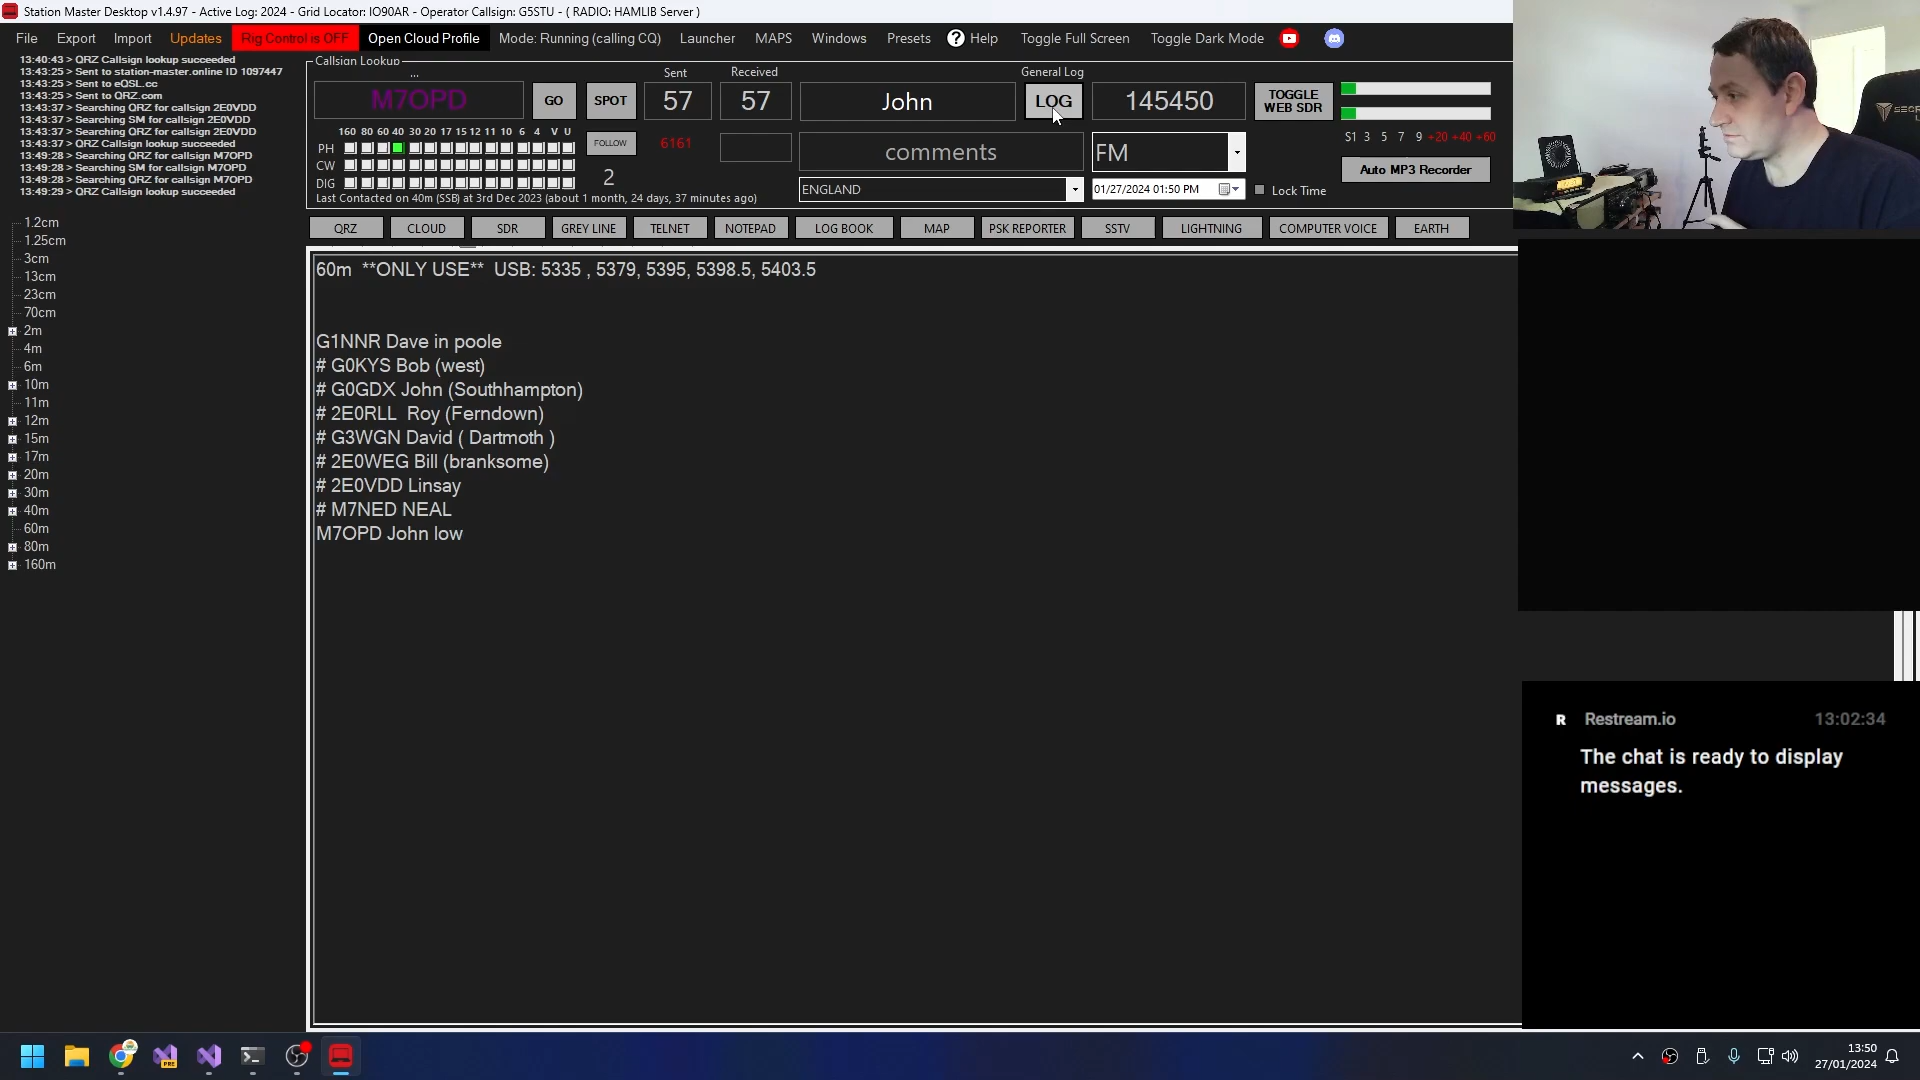 Station Master Desktop v1.4.97 - Active Log: 2024 - Grid Locator: IO90AR - Operator Callsign: G5STU - ( RADIO: HAMLIB Server )
File Export Import Updates Rig Control is OFF Open Cloud Profile Mode: Running (calling CQ) Launcher MAPS Windows Presets ? Help Toggle Full Screen Toggle Dark Mode
13:40:43 > QRZ Callsign lookup succeeded
13:43:25 > Sent to station-master.online ID 1097447
13:43:25 > Sent to eQSL.cc
13:43:25 > Sent to QRZ.com
13:43:37 > Searching QRZ for callsign 2E0VDD
13:43:37 > Searching SM for callsign 2E0VDD
13:43:37 > Searching QRZ for callsign 2E0VDD
13:43:37 > QRZ Callsign lookup succeeded
13:49:28 > Searching QRZ for callsign M7OPD
13:49:28 > Searching SM for callsign M7OPD
13:49:28 > Searching QRZ for callsign M7OPD
13:49:29 > QRZ Callsign lookup succeeded
Callsign Lookup
... Sent Received General Log
M7OPD GO SPOT 57 57 John LOG 145450 TOGGLE WEB SDR
160 80 60 40 30 20 17 15 12 11 10 6 4 V U
S1 3 5 7 9 +20 +40 +60
PH FOLLOW 6161 comments FM
CW
Auto MP3 Recorder
DIG 2 ENGLAND 01/27/2024 01:50 PM Lock Time
Last Contacted on 40m (SSB) at 3rd Dec 2023 (about 1 month, 24 days, 37 minutes ago)
QRZ CLOUD SDR GREY LINE TELNET NOTEPAD LOG BOOK MAP PSK REPORTER SSTV LIGHTNING COMPUTER VOICE EARTH
1.2cm
1.25cm
3cm
13cm
23cm
70cm
2m
4m
6m
10m
11m
12m
15m
17m
20m
30m
40m
60m
80m
160m
60m **ONLY USE** USB: 5335 , 5379, 5395, 5398.5, 5403.5
G1NNR Dave in poole
# G0KYS Bob (west)
# G0GDX John (Southhampton)
# 2E0RLL Roy (Ferndown)
# G3WGN David ( Dartmoth )
# 2E0WEG Bill (branksome)
# 2E0VDD Linsay
# M7NED NEAL
M7OPD John low
R Restream.io 13:02:34
The chat is ready to display
messages.
PRE
13:50
27/01/2024